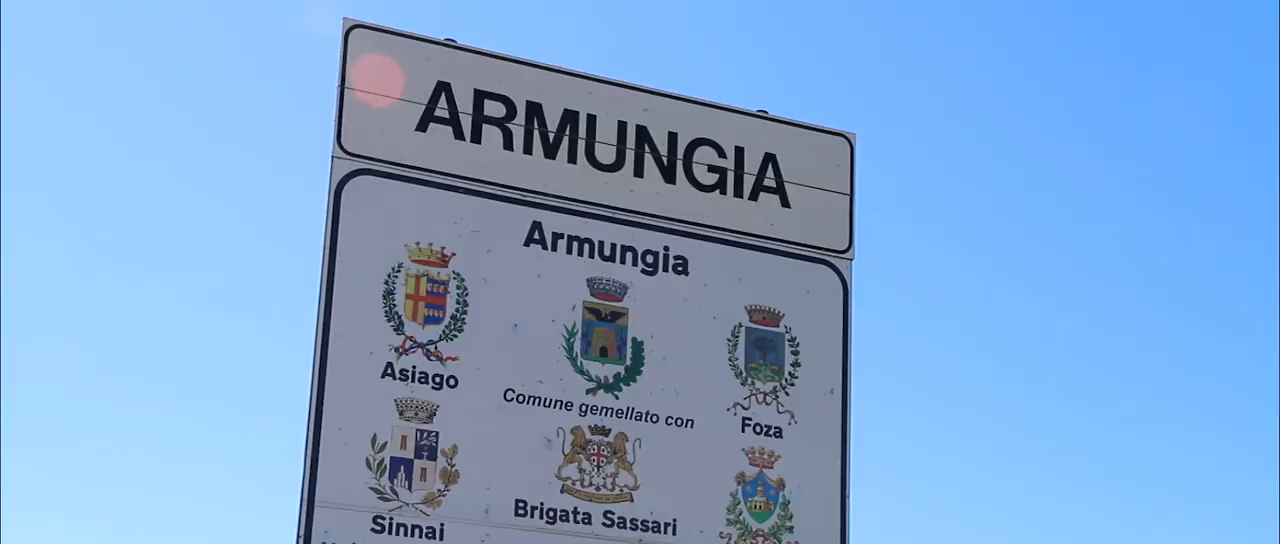 ARMUNGIA
Armungia
Asiago
Comune gemellato con
Foza
Sinnai
Brigata Sassari